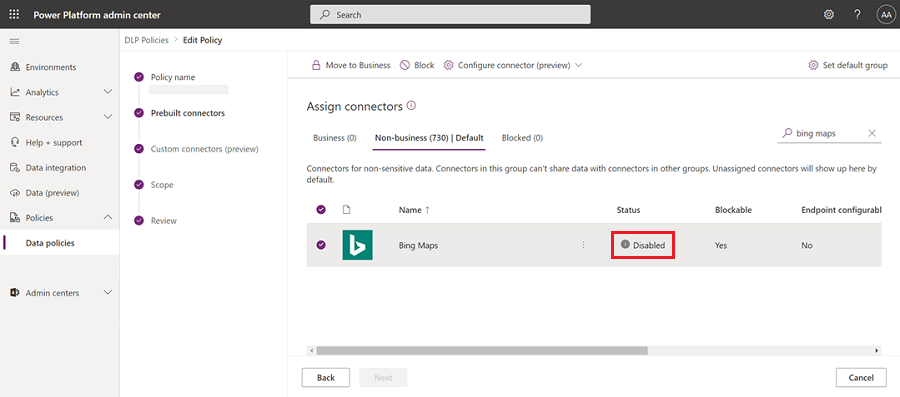 Power Platform admin center
Search
AA
DLP Policies > Edit Policy
Environments
Analytics
Resources
Help + support
Data integration
Data (preview)
Policies
Data policies
Admin centers
Policy name
Prebuilt connectors
Custom connectors (preview)
Scope
Review
Move to Business Block Configure connector (preview) Set default group
Assign connectors
Business (0) Non-business (730) | Default Blocked (0) bing maps
Connectors for non-sensitive data. Connectors in this group can't share data with connectors in other groups. Unassigned connectors will show up here by
default.
Name ↑ Status Blockable Endpoint configurabl
Bing Maps Disabled Yes No
Back Next Cancel